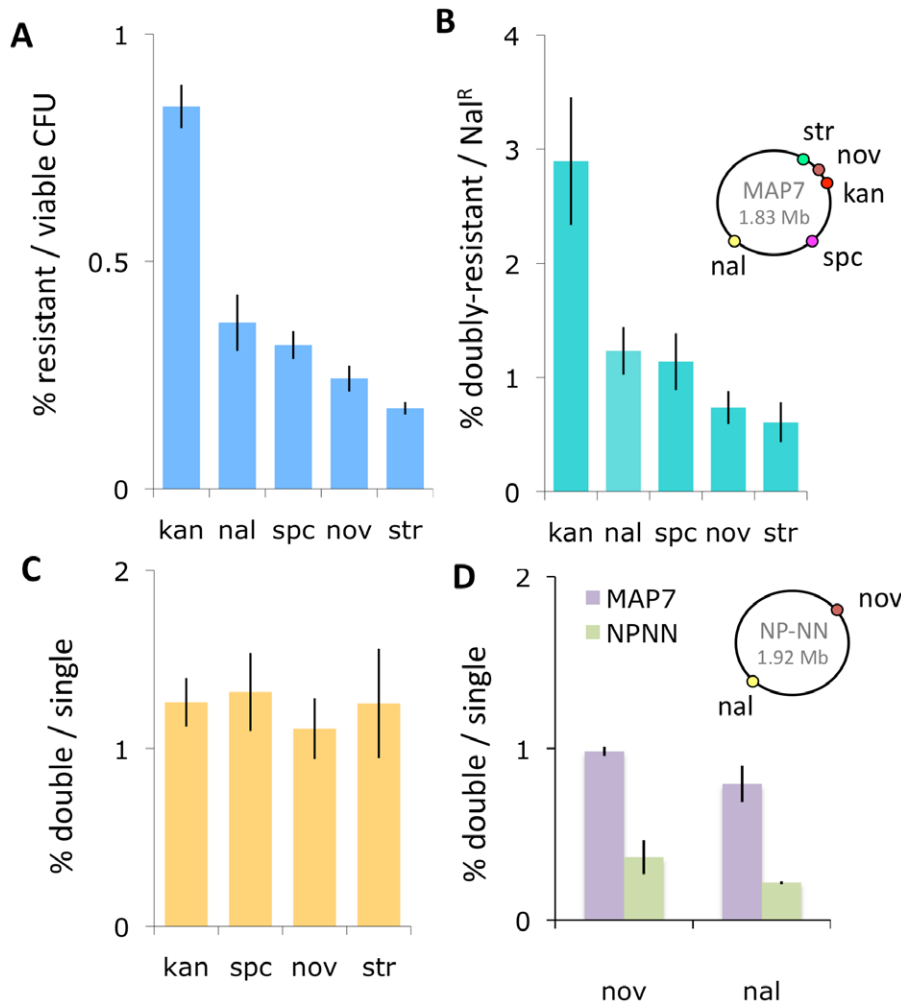 A
% resistant / viable CFU
1
0.5
0
kan nal spc nov str
B
% doubly-resistant / Nal^R
4
3
2
1
0
kan nal spc nov str
str
nov
kan
MAP7
1.83 Mb
nal
spc
C
% double / single
2
1
0
kan spc nov str
D
% double / single
2
1
0
MAP7
NPNN
nov
NP-NN
1.92 Mb
nal
nov nal